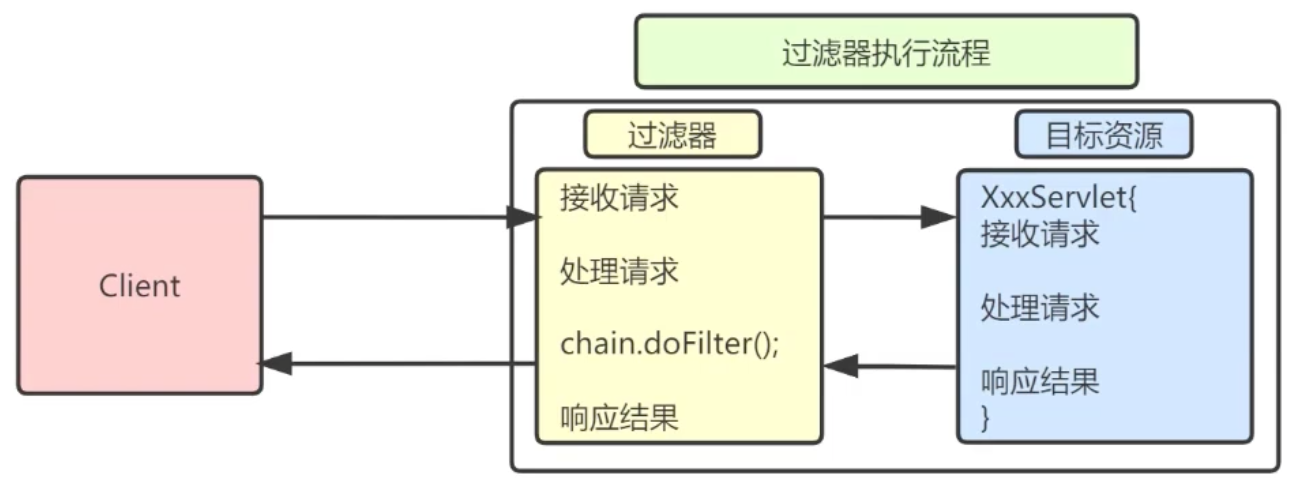 过滤器执行流程
过滤器
目标资源
Client
接收请求
处理请求
chain.doFilter();
响应结果
XxxServlet{
接收请求
处理请求
响应结果
}